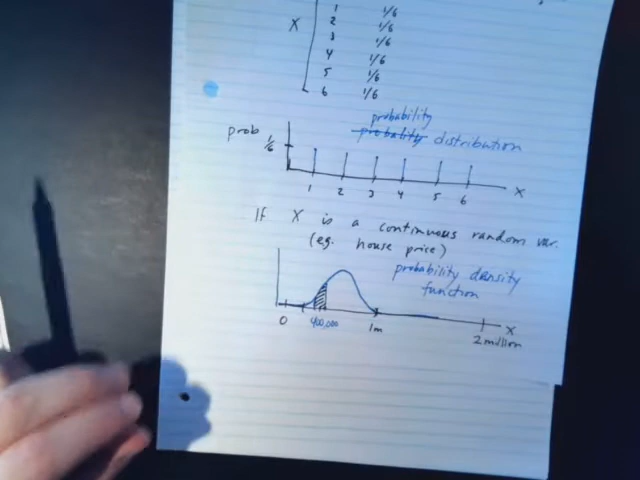 1 1/6
2 1/6
X 3 1/6
4 1/6
5 1/6
6 1/6
probability
prob 1/6 probality distribution
1 2 3 4 5 6 X
If X is a continuous random var.
(eg. house price)
probability density
function
0 400,000 1m 2 million X